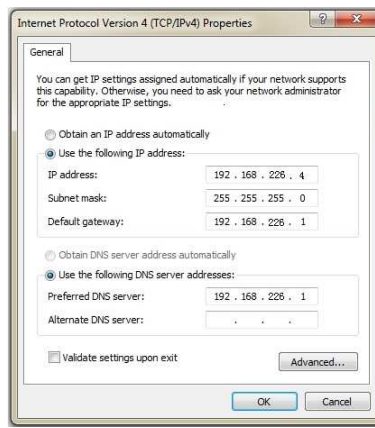 Internet Protocol Version 4 (TCP/IPv4) Properties
General
You can get IP settings assigned automatically if your network supports
this capability. Otherwise, you need to ask your network administrator
for the appropriate IP settings.
Obtain an IP address automatically
Use the following IP address:
IP address: 192 . 168 . 226 . 4
Subnet mask: 255 . 255 . 255 . 0
Default gateway: 192 . 168 . 226 . 1
Obtain DNS server address automatically
Use the following DNS server addresses:
Preferred DNS server: 192 . 168 . 226 . 1
Alternate DNS server: . . .
Validate settings upon exit
Advanced...
OK Cancel